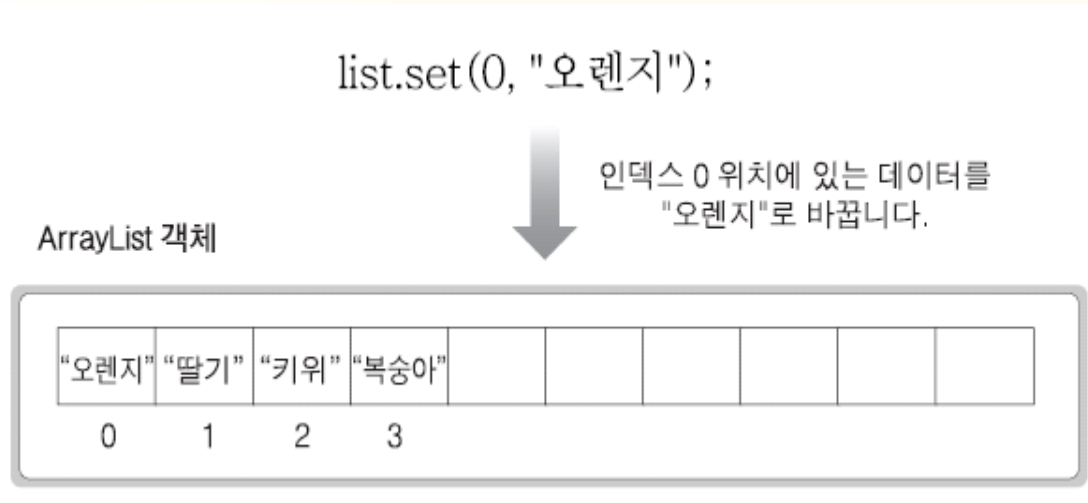 list.set(0, "오렌지");
인덱스 0 위치에 있는 데이터를
"오렌지"로 바꿉니다.
ArrayList 객체
“오렌지” “딸기” “키위” “복숭아”
0 1 2 3